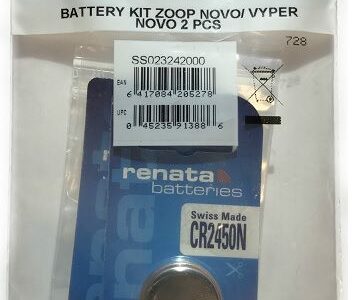 BATTERY KIT ZOOP NOVO/ VYPER
NOVO 2 PCS
728
SS023242000
EAN
6 417084 205278
UPC
0 45235 91388 6
renata
batteries
Swiss Made
CR2450N